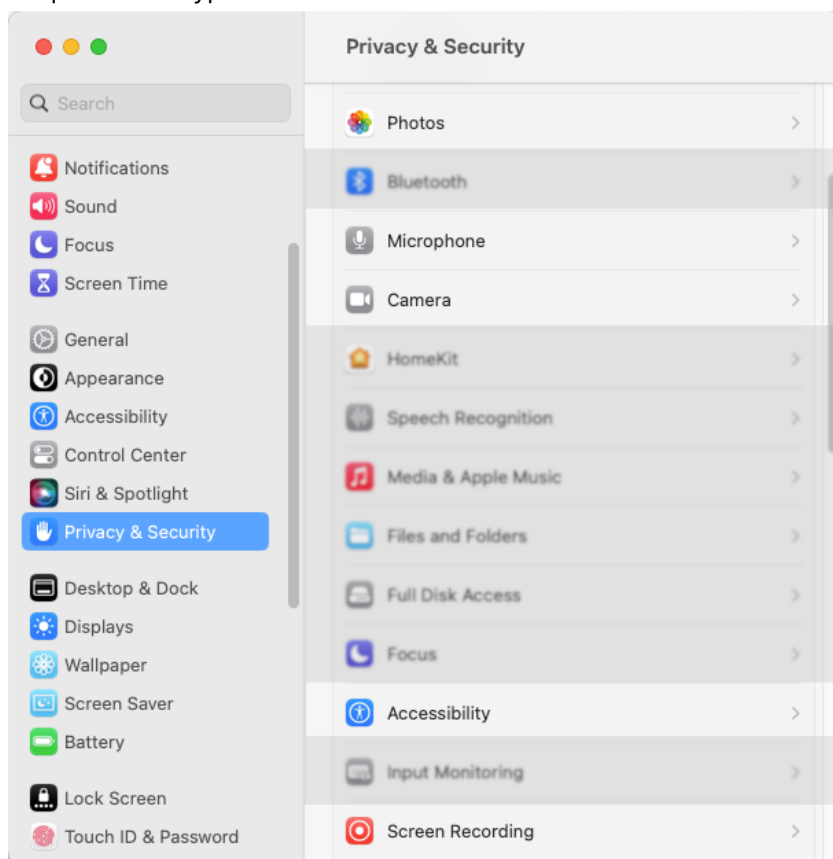 Privacy & Security
Search
Notifications
Sound
Focus
Screen Time
General
Appearance
Accessibility
Control Center
Siri & Spotlight
Privacy & Security
Desktop & Dock
Displays
Wallpaper
Screen Saver
Battery
Lock Screen
Touch ID & Password
Photos
Bluetooth
Microphone
Camera
HomeKit
Speech Recognition
Media & Apple Music
Files and Folders
Full Disk Access
Focus
Accessibility
Input Monitoring
Screen Recording